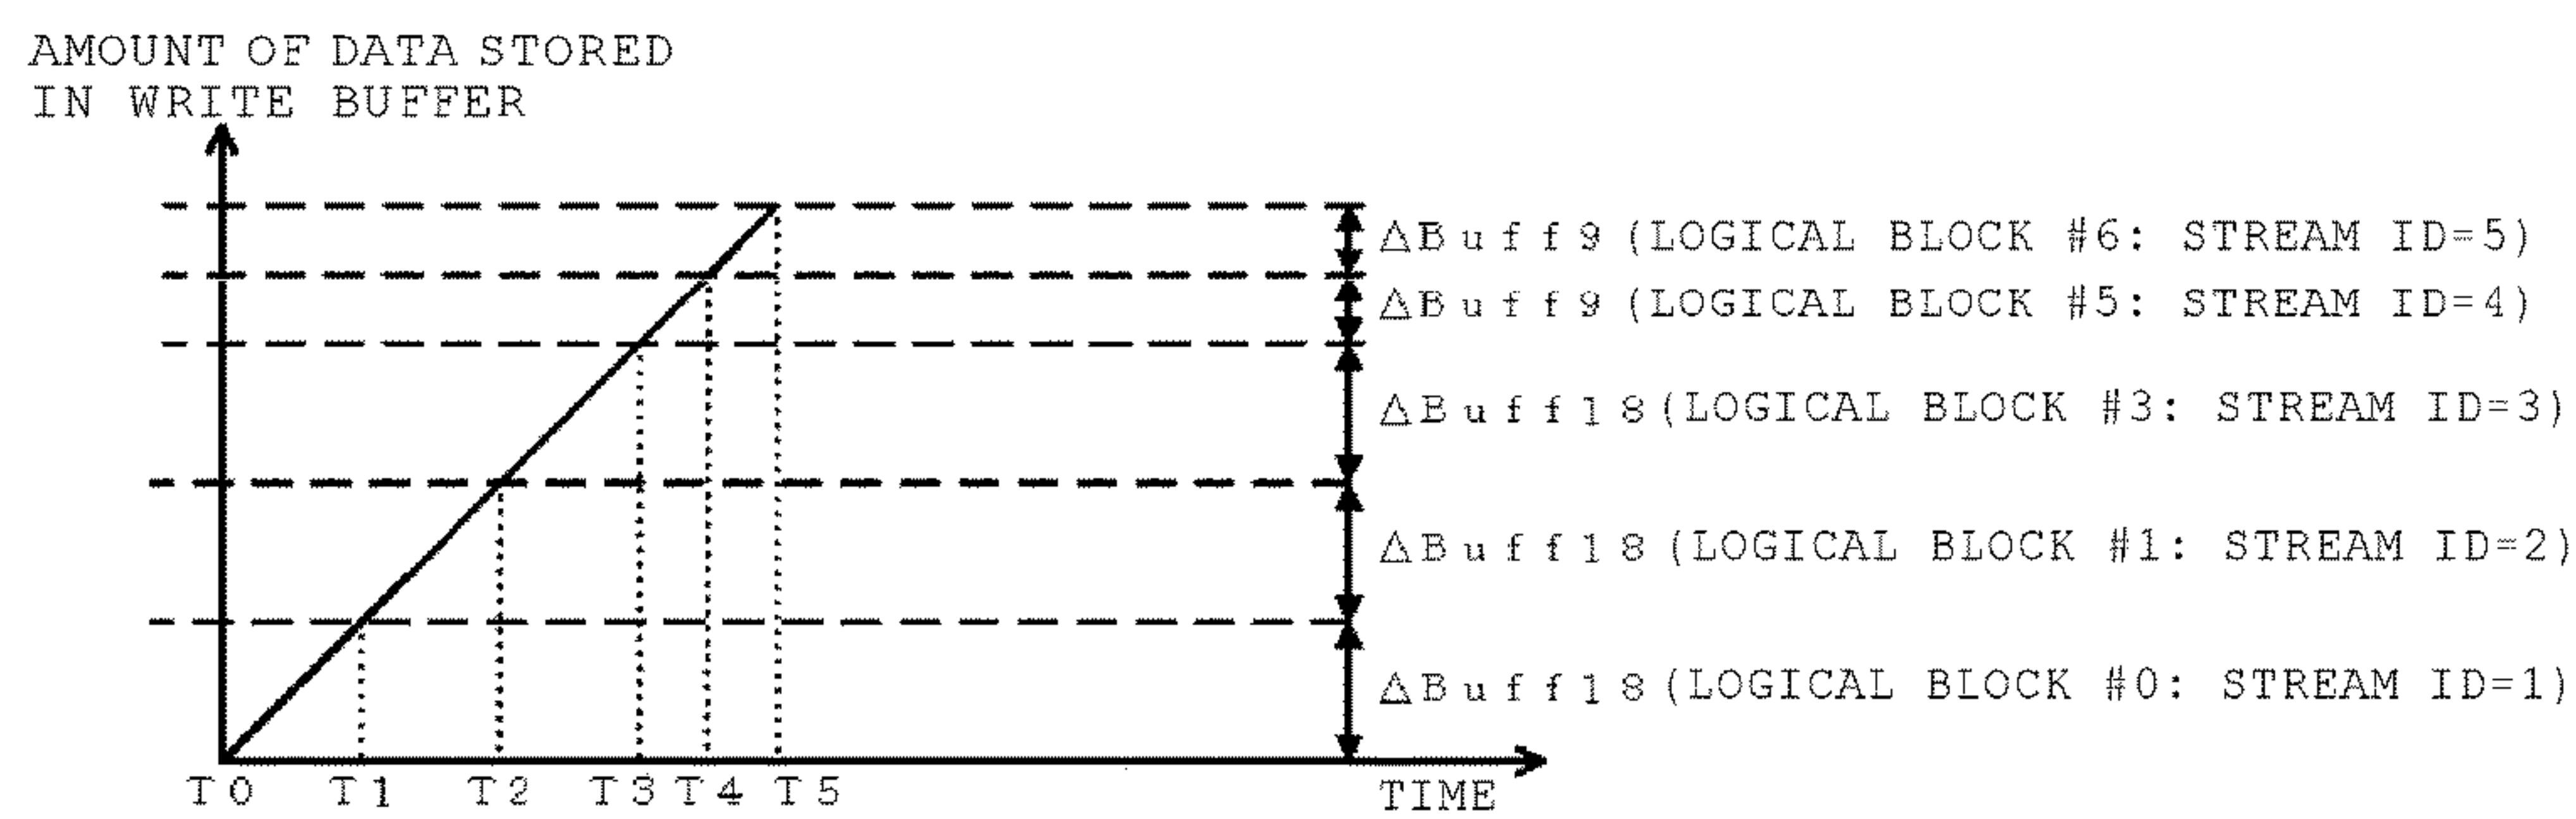 AMOUNT OF DATA STORED
IN WRITE BUFFER
ΔBuff9 (LOGICAL BLOCK #6: STREAM ID=5)
ΔBuff9 (LOGICAL BLOCK #5: STREAM ID=4)
ΔBuff18 (LOGICAL BLOCK #3: STREAM ID=3)
ΔBuff18 (LOGICAL BLOCK #1: STREAM ID=2)
ΔBuff18 (LOGICAL BLOCK #0: STREAM ID=1)
T0 T1 T2 T3 T4 T5 TIME